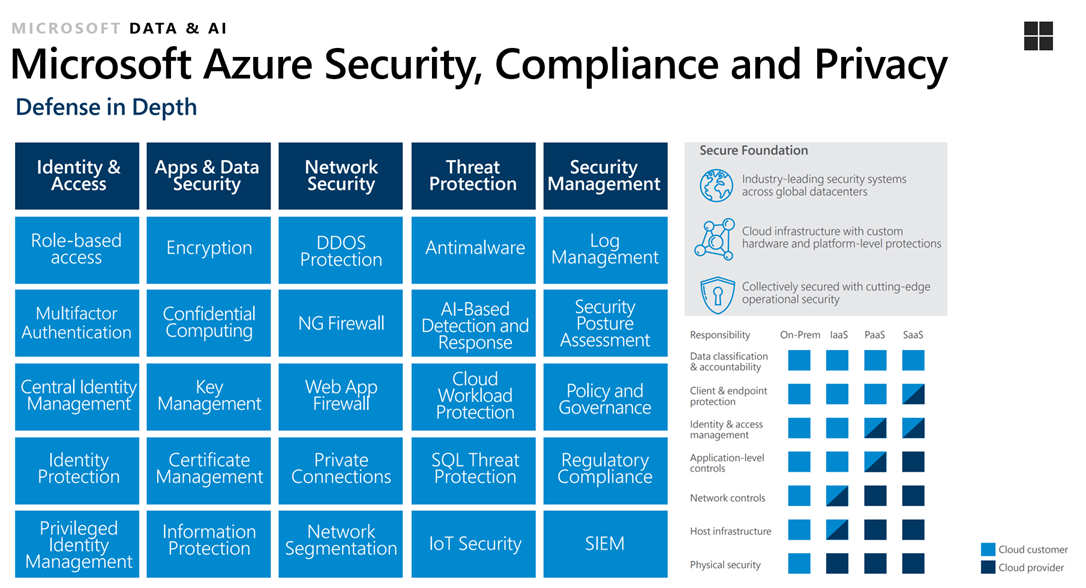 MICROSOFT DATA & AI
Microsoft Azure Security, Compliance and Privacy
Defense in Depth
Identity &
Access
Apps & Data
Security
Network
Security
Threat
Protection
Security
Management
Role-based
access
Encryption
DDOS
Protection
Antimalware
Log
Management
Multifactor
Authentication
Confidential
Computing
NG Firewall
AI-Based
Detection and
Response
Security
Posture
Assessment
Central Identity
Management
Key
Management
Web App
Firewall
Cloud
Workload
Protection
Policy and
Governance
Identity
Protection
Certificate
Management
Private
Connections
SQL Threat
Protection
Regulatory
Compliance
Privileged
Identity
Management
Information
Protection
Network
Segmentation
IoT Security
SIEM
Secure Foundation
Industry-leading security systems
across global datacenters
Cloud infrastructure with custom
hardware and platform-level protections
Collectively secured with cutting-edge
operational security
Responsibility On-Prem IaaS PaaS SaaS
Data classification
& accountability
Client & endpoint
protection
Identity & access
management
Application-level
controls
Network controls
Host infrastructure
Physical security
Cloud customer
Cloud provider